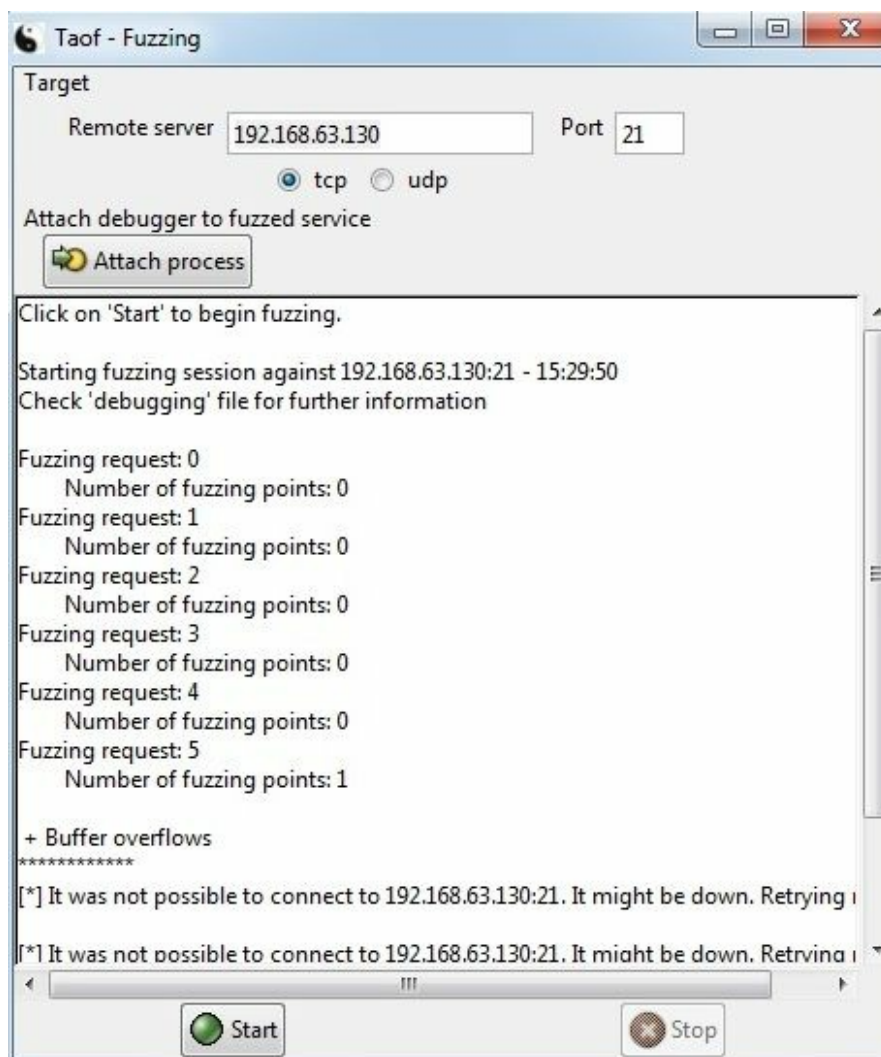 Taof - Fuzzing
Target
Remote server 192.168.63.130 Port 21
tcp udp
Attach debugger to fuzzed service
Attach process
Click on 'Start' to begin fuzzing.
Starting fuzzing session against 192.168.63.130:21 - 15:29:50
Check 'debugging' file for further information
Fuzzing request: 0
Number of fuzzing points: 0
Fuzzing request: 1
Number of fuzzing points: 0
Fuzzing request: 2
Number of fuzzing points: 0
Fuzzing request: 3
Number of fuzzing points: 0
Fuzzing request: 4
Number of fuzzing points: 0
Fuzzing request: 5
Number of fuzzing points: 1
+ Buffer overflows
************
[*] It was not possible to connect to 192.168.63.130:21. It might be down. Retrying
[*] It was not possible to connect to 192.168.63.130:21. It might be down. Retrying
Start Stop